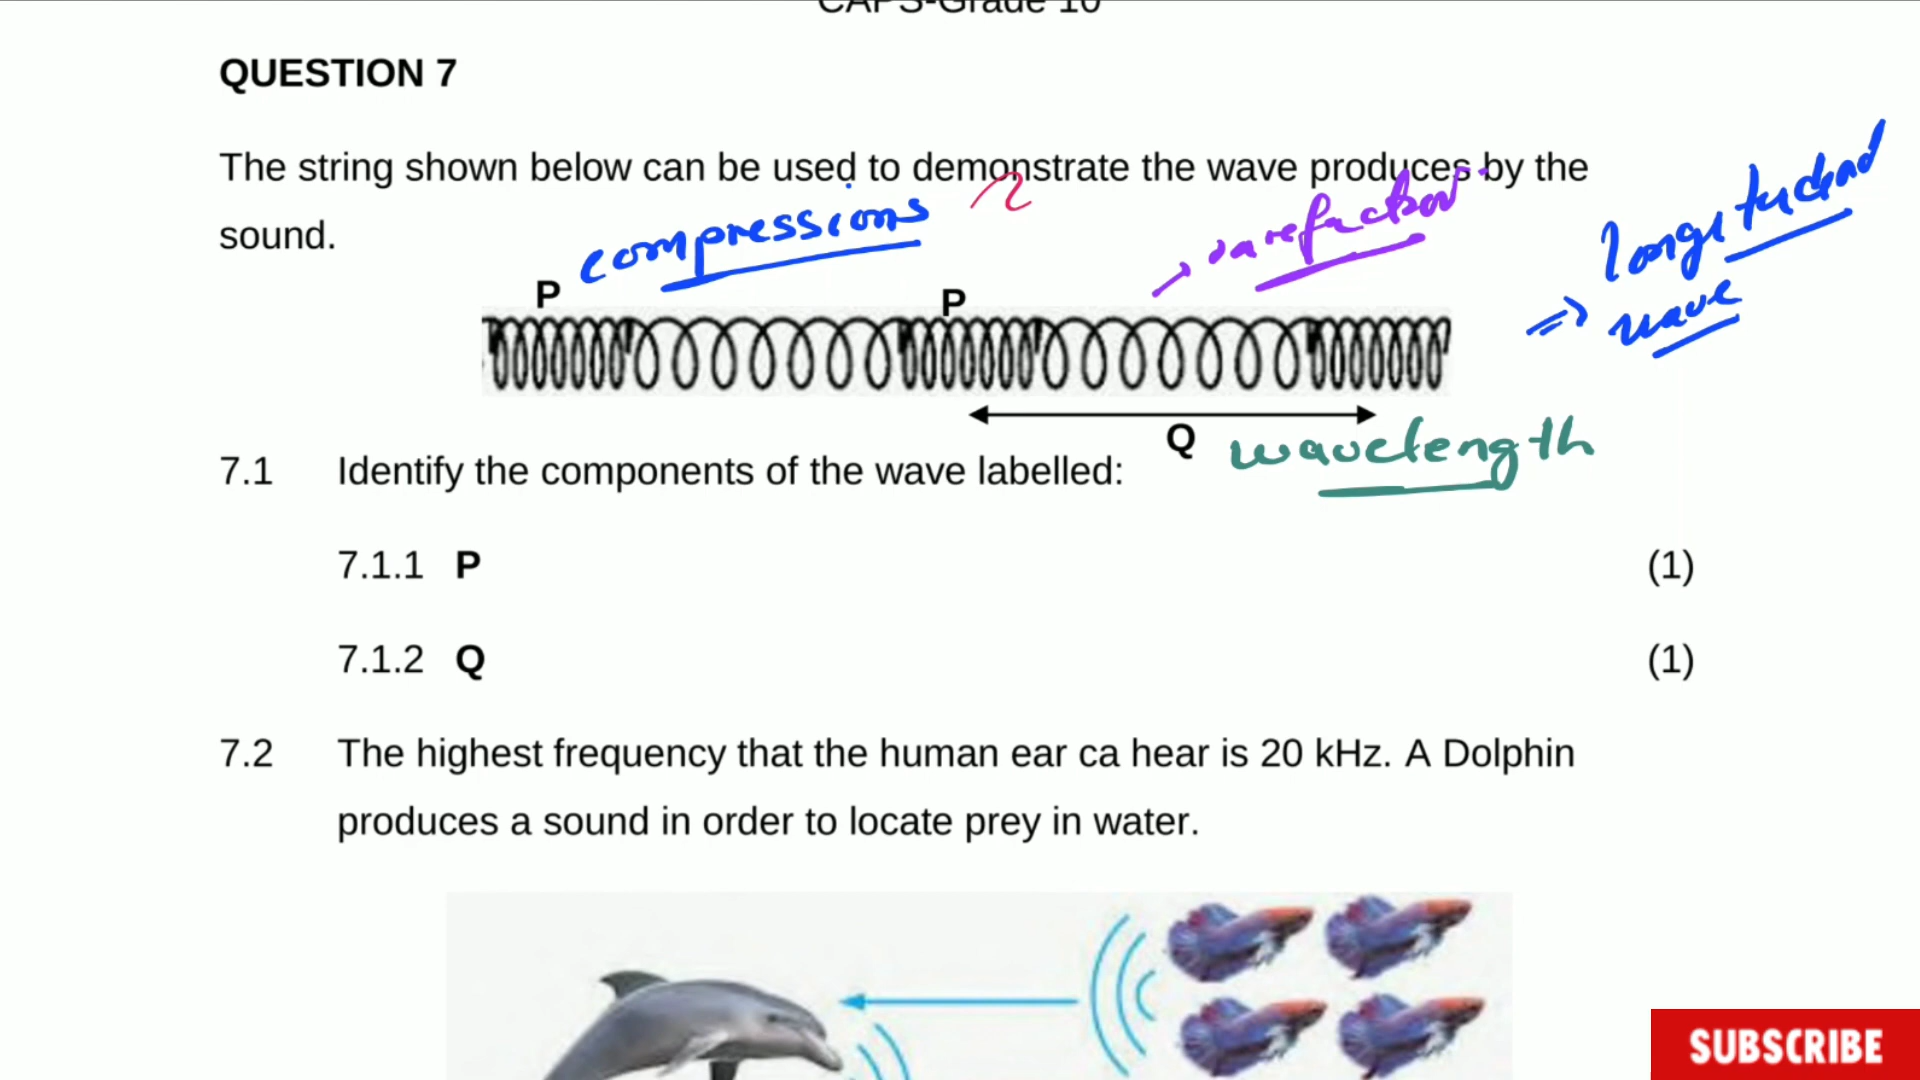 CAPS-Grade 10
QUESTION 7
The string shown below can be used to demonstrate the wave produces by the
sound.
compressions
rarefaction
longitudinal
wave
P
P
Q
wavelength
7.1 Identify the components of the wave labelled:
7.1.1 P (1)
7.1.2 Q (1)
7.2 The highest frequency that the human ear ca hear is 20 kHz. A Dolphin
produces a sound in order to locate prey in water.
SUBSCRIBE